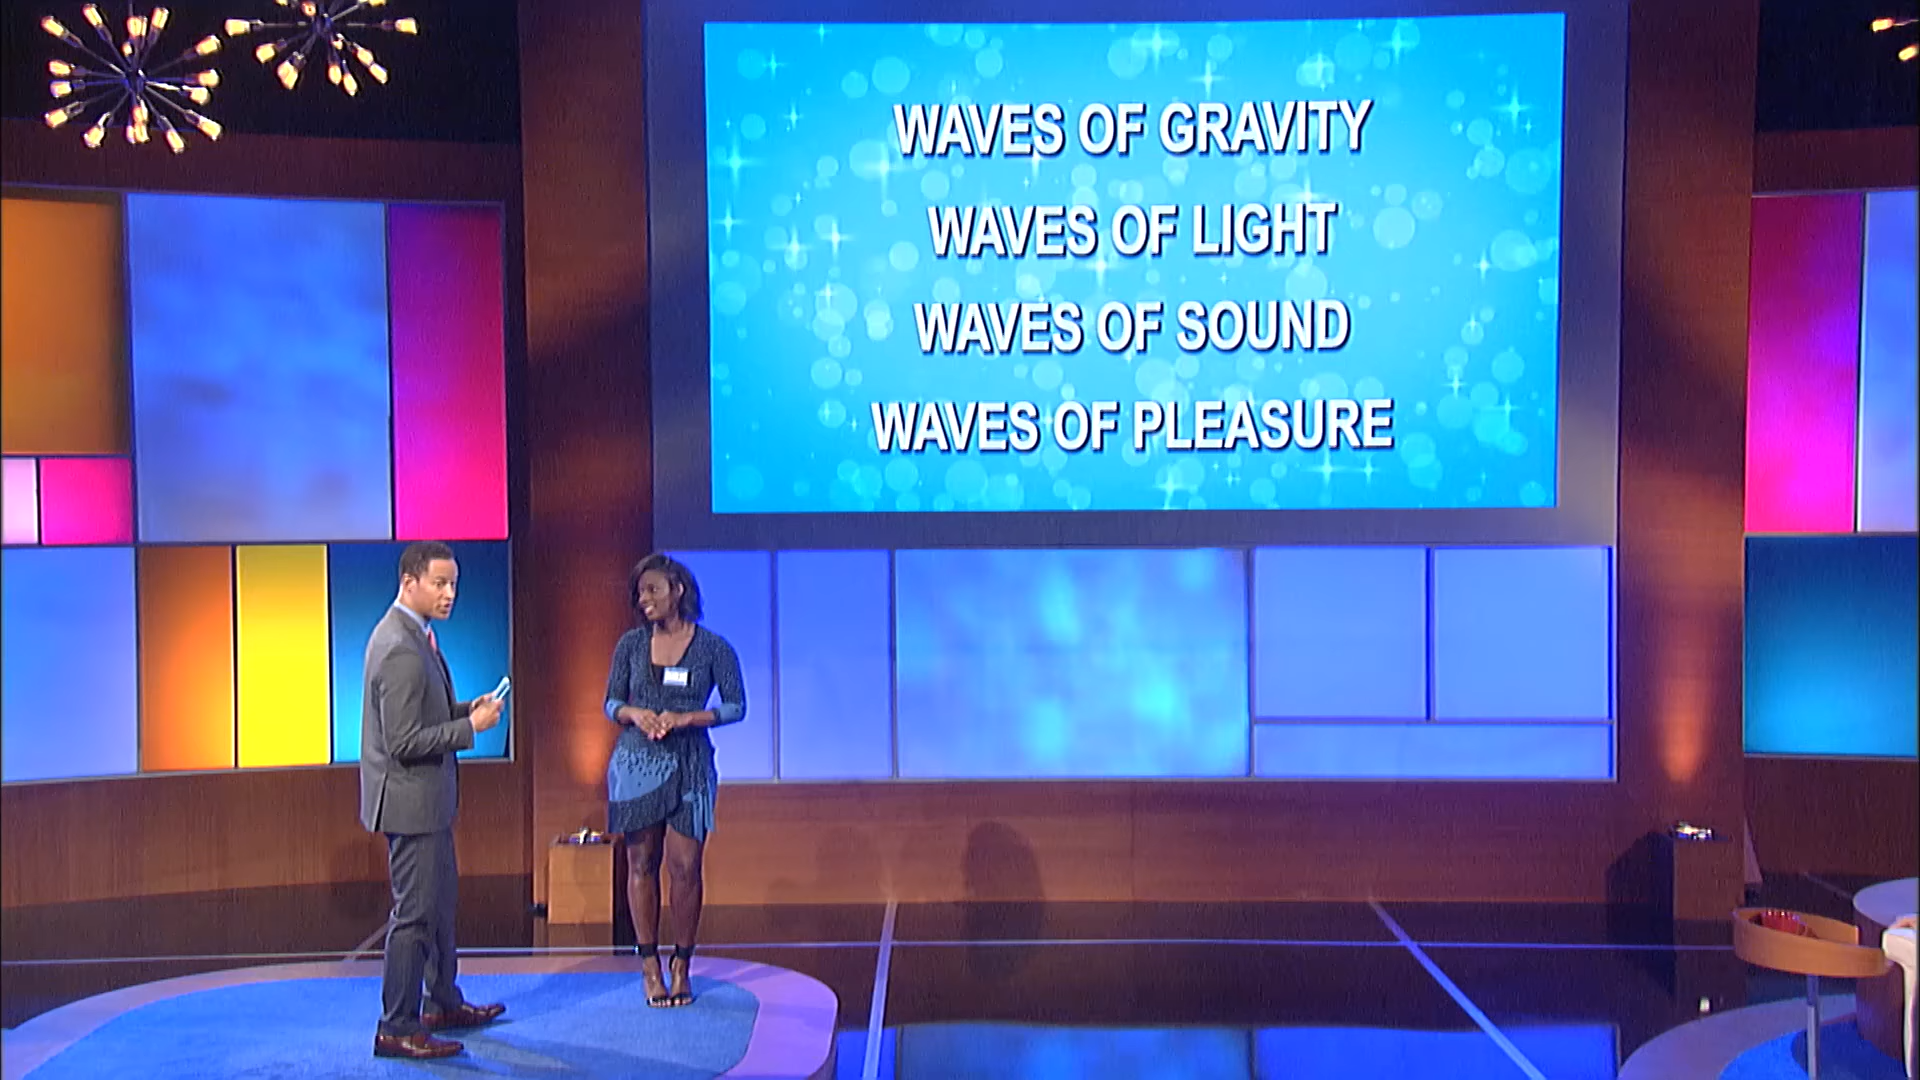 WAVES OF GRAVITY
WAVES OF LIGHT
WAVES OF SOUND
WAVES OF PLEASURE